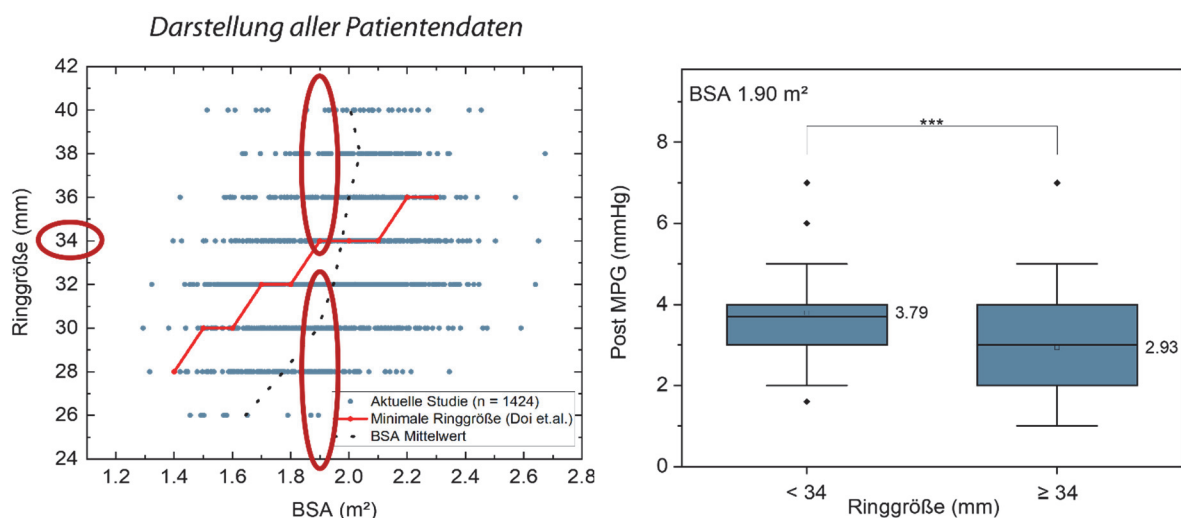 Darstellung aller Patientendaten
42
40
38
36
34
32
30
28
26
24
Ringgröße (mm)
1.2 1.4 1.6 1.8 2.0 2.2 2.4 2.6 2.8
BSA (m²)
Aktuelle Studie (n = 1424)
Minimale Ringgröße (Doi et.al.)
BSA Mittelwert
BSA 1.90 m²
***
8
6
4
2
0
Post MPG (mmHg)
3.79
2.93
< 34 ≥ 34
Ringgröße (mm)